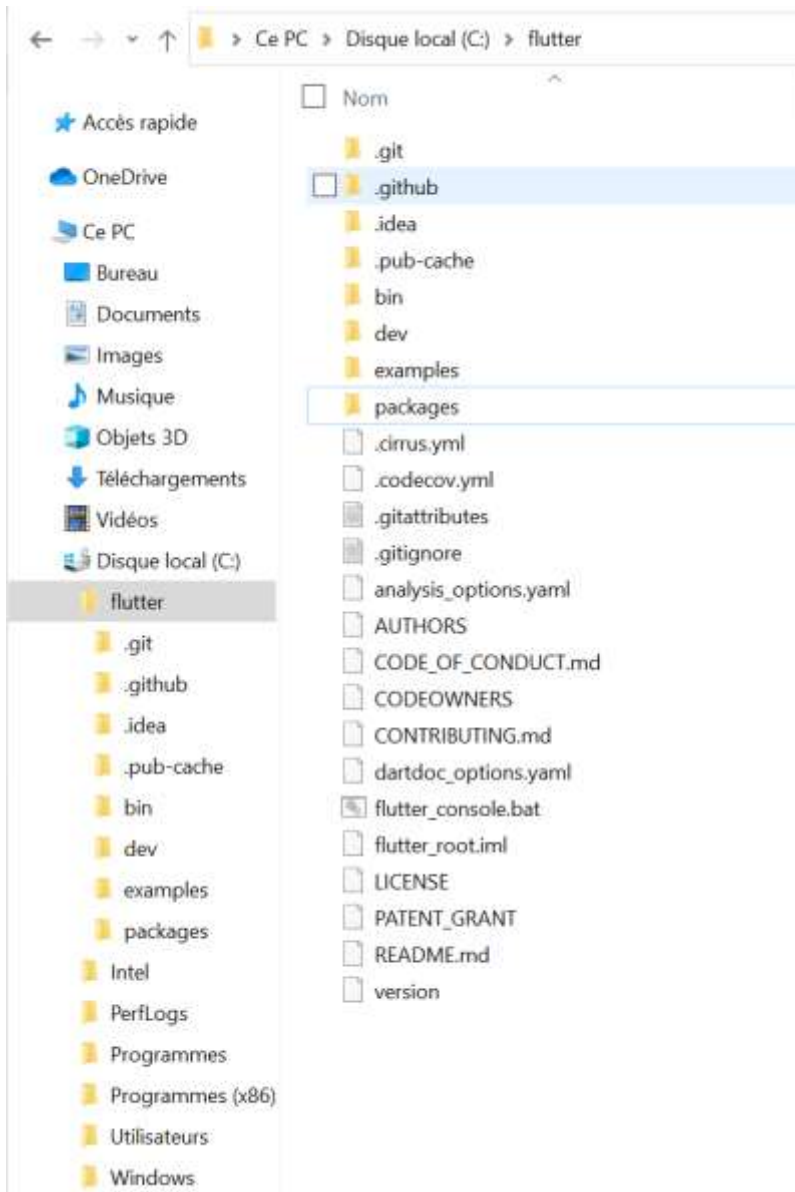 Ce PC > Disque local (C:) > flutter
Accès rapide
OneDrive
Ce PC
Bureau
Documents
Images
Musique
Objets 3D
Téléchargements
Vidéos
Disque local (C:)
flutter
.git
.github
.idea
.pub-cache
bin
dev
examples
packages
Intel
PerfLogs
Programmes
Programmes (x86)
Utilisateurs
Windows
Nom
.git
.github
.idea
.pub-cache
bin
dev
examples
packages
.cirrus.yml
.codecov.yml
.gitattributes
.gitignore
analysis_options.yaml
AUTHORS
CODE_OF_CONDUCT.md
CODEOWNERS
CONTRIBUTING.md
dartdoc_options.yaml
flutter_console.bat
flutter_root.iml
LICENSE
PATENT_GRANT
README.md
version